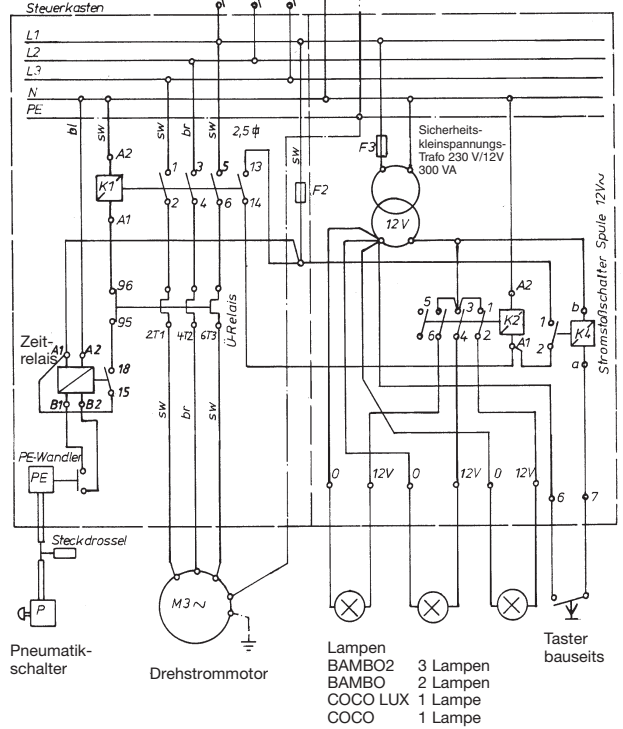 Steuerkasten
L1
L2
L3
N
PE
bl
sw
sw
br
sw
2,5 ⌀
sw
F3
Sicherheits-
kleinspannungs-
Trafo 230 V/12V
300 VA
A2
1
3
5
13
K1
F2
2
4
6
14
12V
A1
Stromstoßschalter Spule 12V~
96
A2
b
5
3
1
K2
1
K4
95
Ü-Relais
6
4
2
A1
2
2T1
4T2
6T3
a
Zeit-
relais
A1
A2
18
15
B1
B2
sw
br
sw
PE-Wandler
PE
0
12V
0
12V
0
12V
6
7
Steckdrossel
P
M3~
Pneumatik-
schalter
Drehstrommotor
Taster
bauseits
Lampen
BAMBO2 3 Lampen
BAMBO 2 Lampen
COCO LUX 1 Lampe
COCO 1 Lampe